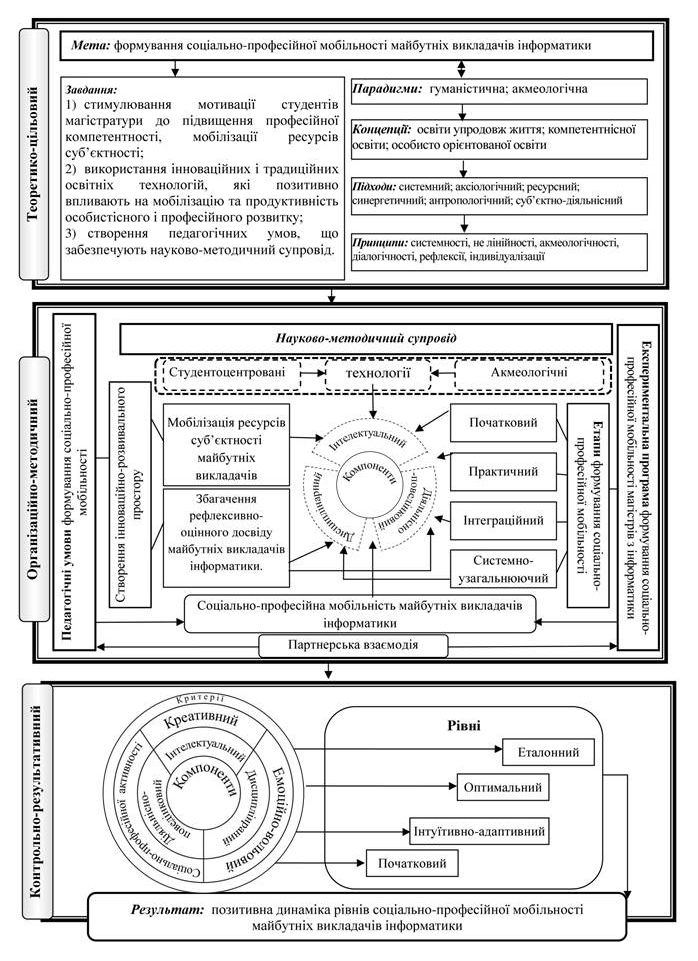 Теоретико-цільовий
Мета: формування соціально-професійної мобільності майбутніх викладачів інформатики
Завдання:
1) стимулювання мотивації студентів
магістратури до підвищення професійної
компетентності, мобілізації ресурсів
суб’єктності;
2) використання інноваційних і традиційних
освітніх технологій, які позитивно
впливають на мобілізацію та продуктивність
особистісного і професійного розвитку;
3) створення педагогічних умов, що
забезпечують науково-методичний супровід.
Парадигми: гуманістична; акмеологічна
Концепції: освіти упродовж життя; компетентнісної
освіти; особисто орієнтованої освіти
Підходи: системний; аксіологічний; ресурсний;
синергетичний; антропологічний; суб’єктно-діяльнісний
Принципи: системності, не лінійності, акмеологічності,
діалогічності, рефлексії, індивідуалізації
Організаційно-методичний
Педагогічні умови формування соціально-професійної
мобільності
Науково-методичний супровід
Студентоцентровані
технології
Акмеологічні
Створення інноваційно-розвивального
простору
Мобілізація ресурсів
суб’єктності
майбутніх
викладачів
Збагачення
рефлексивно-
оцінного досвіду
майбутніх викладачів
інформатики.
Інтелектуальний
Компоненти
Дисциплінарний
Діяльнісно-
поведінковий
Початковий
Практичний
Інтеграційний
Системно-
узагальнюючий
Етапи формування соціально-
професійної мобільності
Експериментальна програма формування соціально-
професійної мобільності магістрів з інформатики
Соціально-професійна мобільність майбутніх викладачів
інформатики
Партнерська взаємодія
Контрольно-результативний
Критерії
Креативний
Інтелектуальний
Компоненти
Діяльнісно-
поведінковий
Соціально-професійної активності
Емоційно-вольовий
Рівні
Еталонний
Оптимальний
Інтуїтивно-адаптивний
Початковий
Результат: позитивна динаміка рівнів соціально-професійної мобільності
майбутніх викладачів інформатики